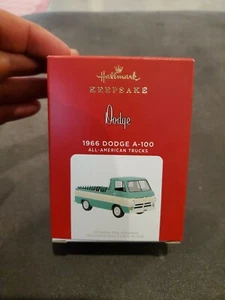 Hallmark
KEEPSAKE
Dodge
1966 DODGE A-100
ALL-AMERICAN TRUCKS